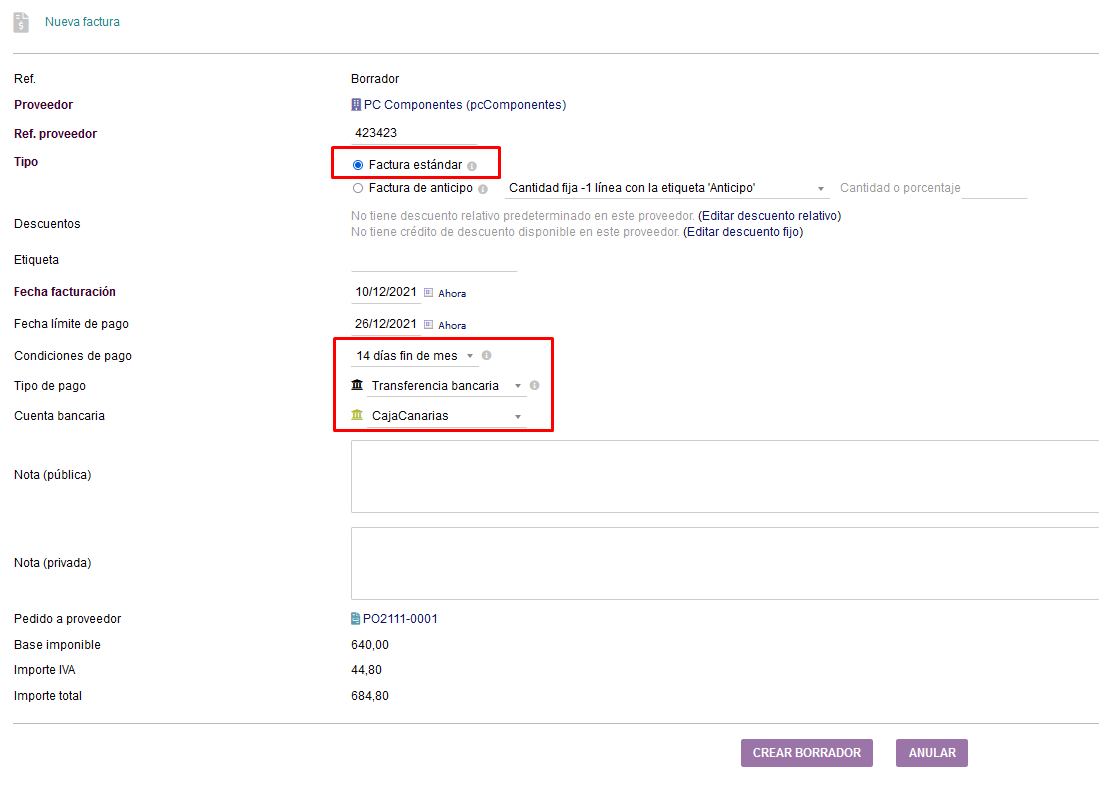 Nueva factura
Ref. Borrador
Proveedor PC Componentes (pcComponentes)
Ref. proveedor 423423
Tipo Factura estándar
Factura de anticipo Cantidad fija -1 línea con la etiqueta 'Anticipo' Cantidad o porcentaje
Descuentos No tiene descuento relativo predeterminado en este proveedor. (Editar descuento relativo)
No tiene crédito de descuento disponible en este proveedor. (Editar descuento fijo)
Etiqueta
Fecha facturación 10/12/2021 Ahora
Fecha límite de pago 26/12/2021 Ahora
Condiciones de pago 14 días fin de mes
Tipo de pago Transferencia bancaria
Cuenta bancaria CajaCanarias
Nota (pública)
Nota (privada)
Pedido a proveedor PO2111-0001
Base imponible 640,00
Importe IVA 44,80
Importe total 684,80
CREAR BORRADOR ANULAR